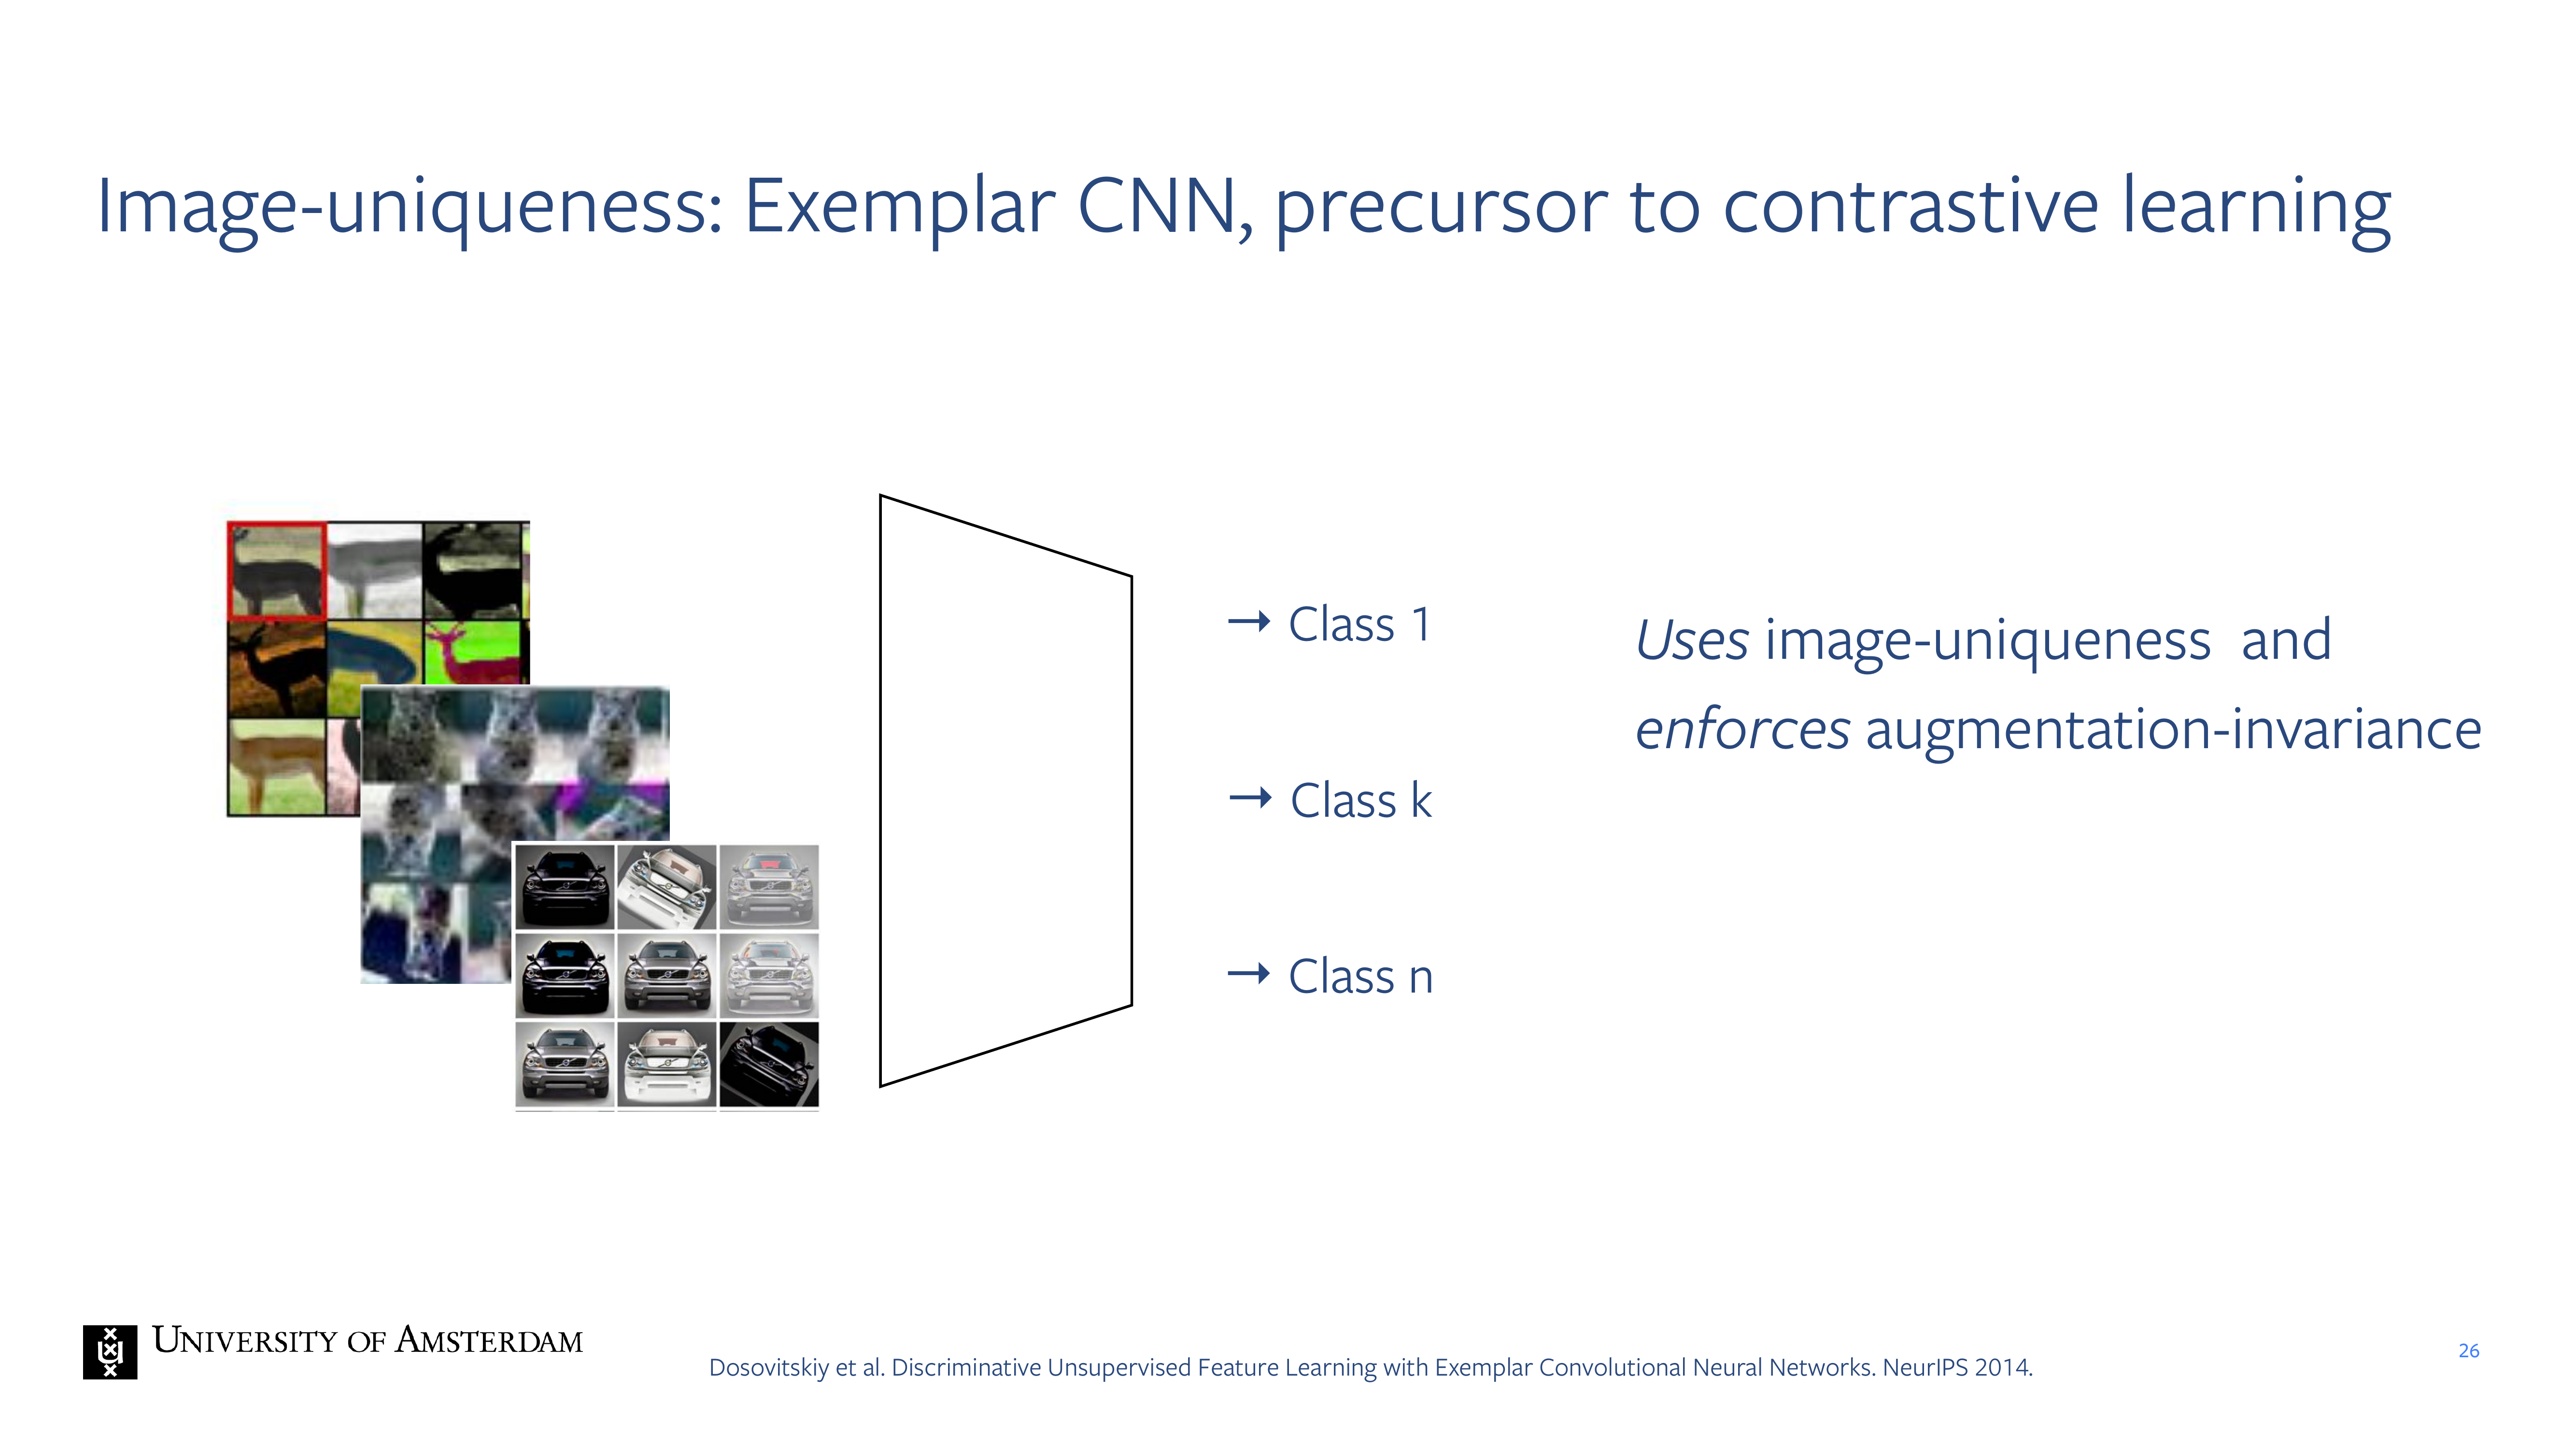 Image-uniqueness: Exemplar CNN, precursor to contrastive learning
→ Class 1
→ Class k
→ Class n
Uses image-uniqueness and
enforces augmentation-invariance
UNIVERSITY OF AMSTERDAM
Dosovitskiy et al. Discriminative Unsupervised Feature Learning with Exemplar Convolutional Neural Networks. NeurIPS 2014.
26